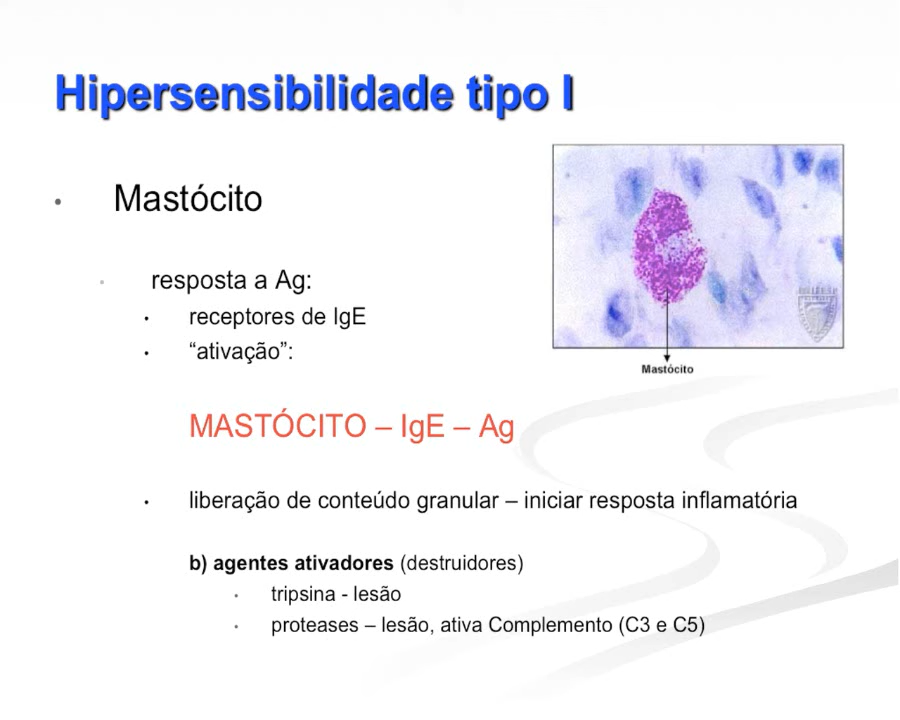 Hipersensibilidade tipo I
• Mastócito
• resposta a Ag:
• receptores de IgE
• “ativação”:
MASTÓCITO – IgE – Ag
• liberação de conteúdo granular – iniciar resposta inflamatória
b) agentes ativadores (destruidores)
• tripsina - lesão
• proteases – lesão, ativa Complemento (C3 e C5)
Mastócito